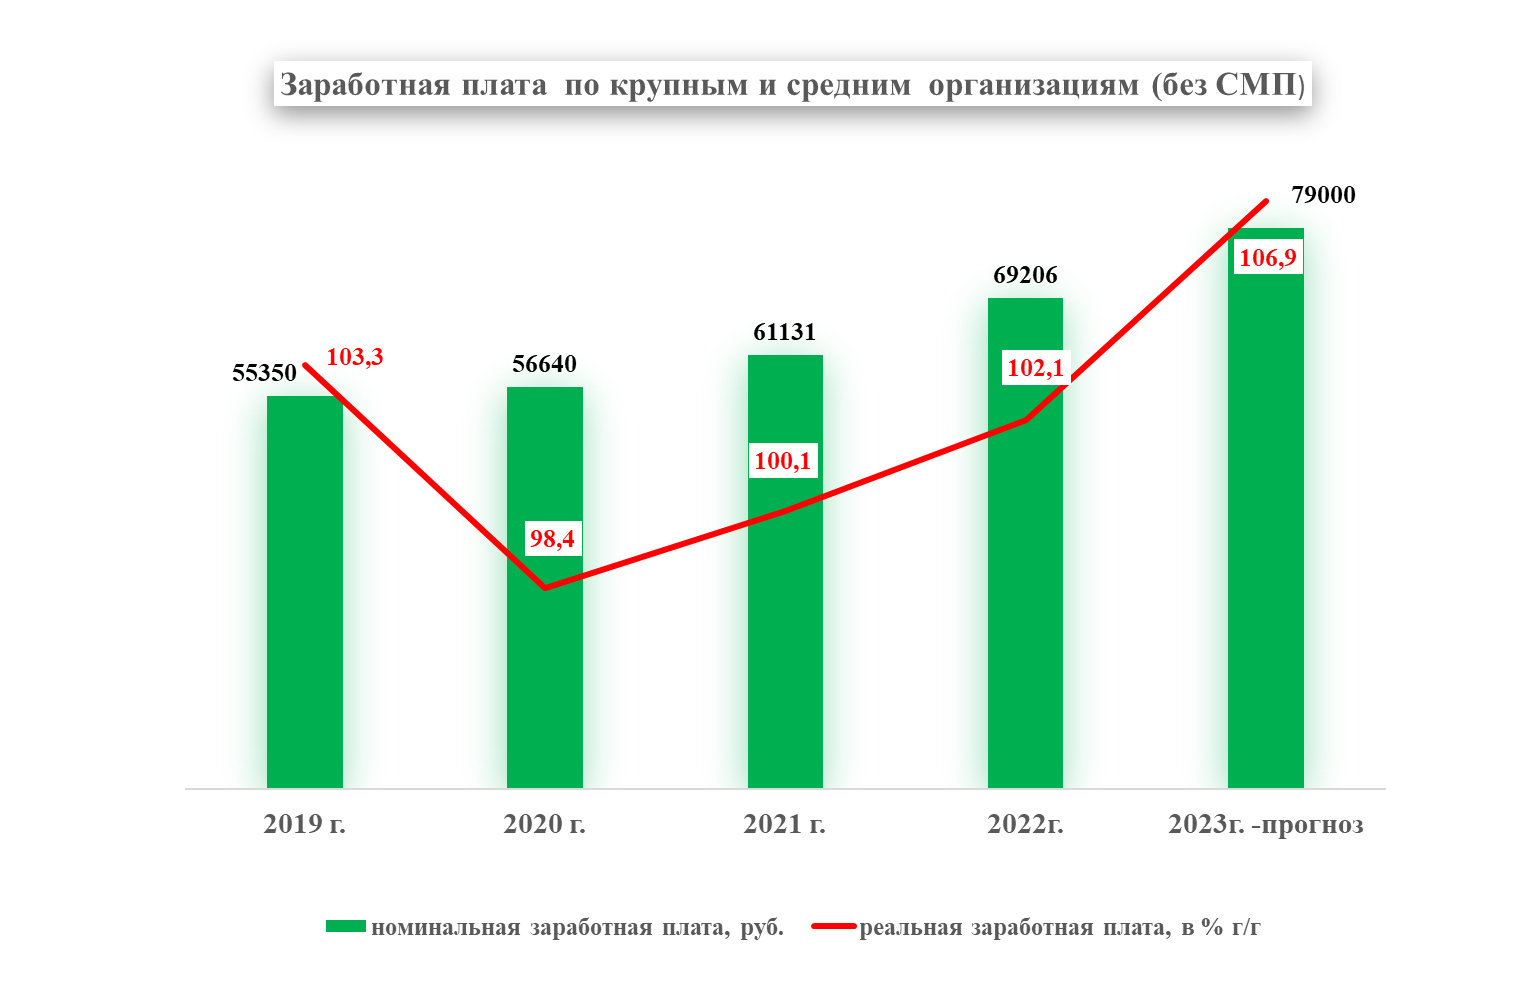 Заработная плата по крупным и средним организациям (без СМП)
79000
106,9
69206
61131
103,3
56640
55350
102,1
100,1
98,4
2019 г.
2020 г.
2021 г.
2022г.
2023г. -прогноз
номинальная заработная плата, руб.
реальная заработная плата, в % г/г